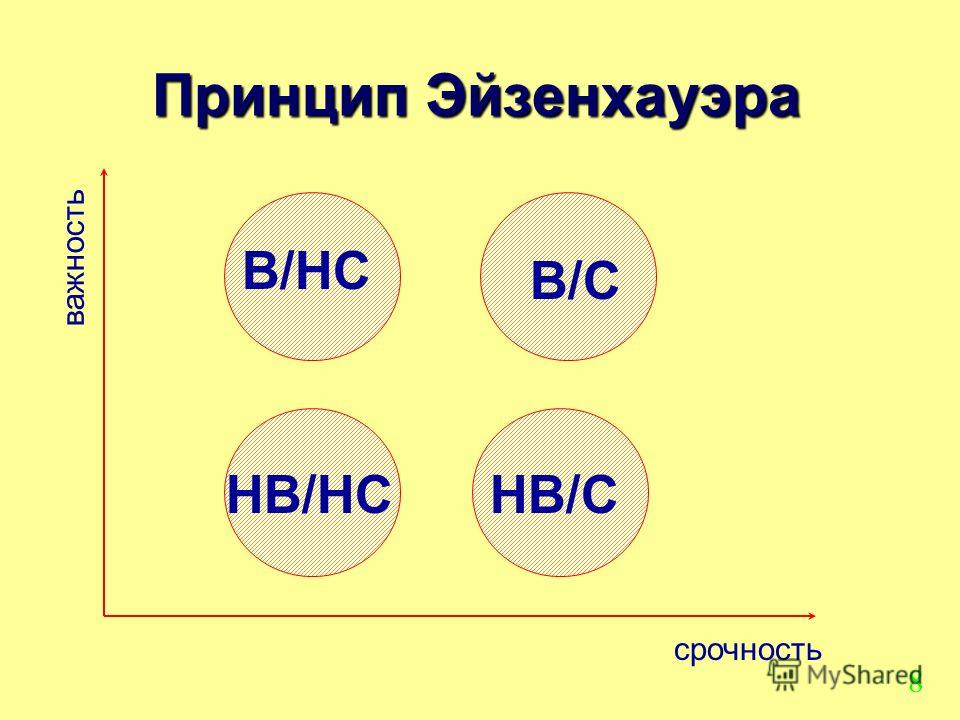 Принцип Эйзенхауэра
важность
В/НС
В/С
НВ/НС
НВ/С
срочность
MyShared
8